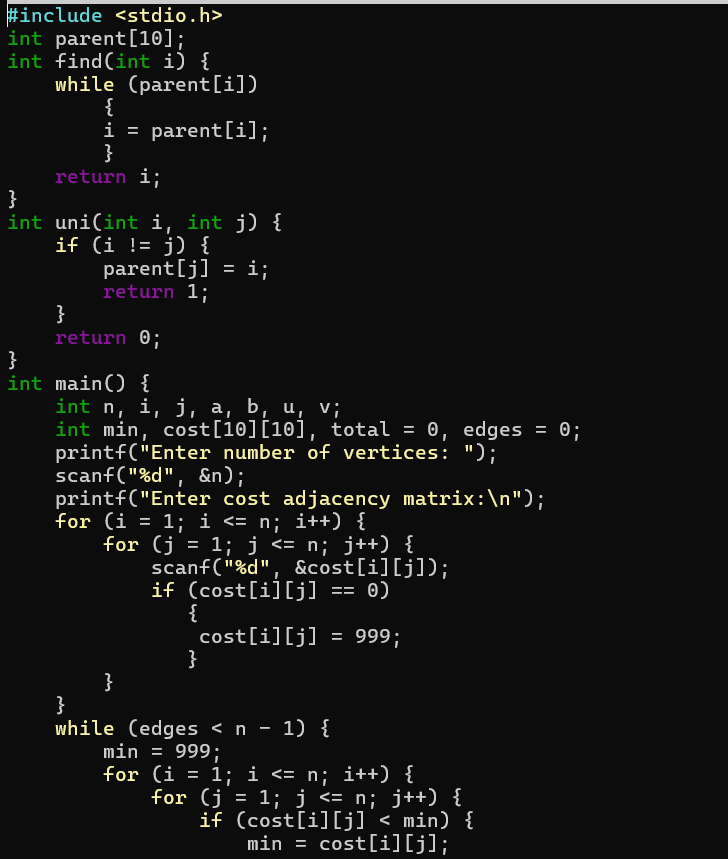 #include <stdio.h>
int parent[10];
int find(int i) {
    while (parent[i])
        {
        i = parent[i];
        }
    return i;
}
int uni(int i, int j) {
    if (i != j) {
        parent[j] = i;
        return 1;
    }
    return 0;
}
int main() {
    int n, i, j, a, b, u, v;
    int min, cost[10][10], total = 0, edges = 0;
    printf("Enter number of vertices: ");
    scanf("%d", &n);
    printf("Enter cost adjacency matrix:\n");
    for (i = 1; i <= n; i++) {
        for (j = 1; j <= n; j++) {
            scanf("%d", &cost[i][j]);
            if (cost[i][j] == 0)
               {
                cost[i][j] = 999;
               }
        }
    }
    while (edges < n - 1) {
        min = 999;
        for (i = 1; i <= n; i++) {
            for (j = 1; j <= n; j++) {
                if (cost[i][j] < min) {
                    min = cost[i][j];